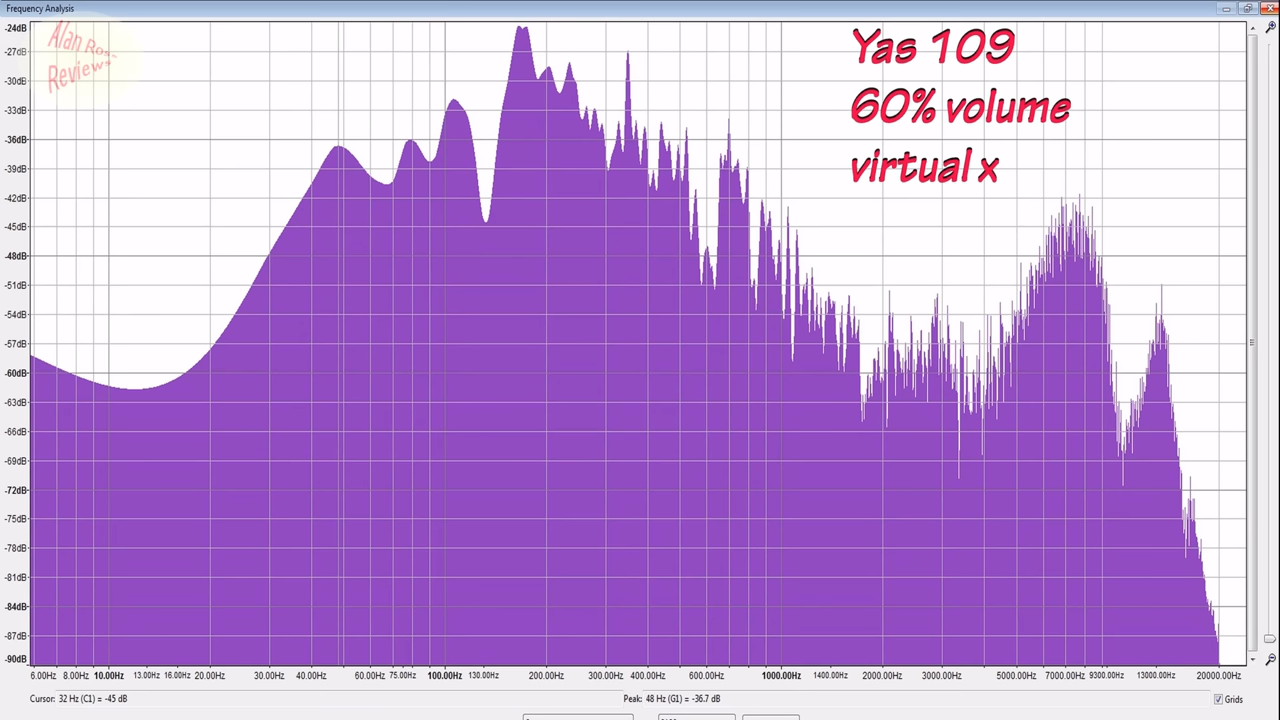 Frequency Analysis
Alan Ross
Reviews
Yas 109
60% volume
virtual x
-24dB
-27dB
-30dB
-33dB
-36dB
-39dB
-42dB
-45dB
-48dB
-51dB
-54dB
-57dB
-60dB
-63dB
-66dB
-69dB
-72dB
-75dB
-78dB
-81dB
-84dB
-87dB
-90dB
6.00Hz 8.00Hz 10.00Hz 13.00Hz 16.00Hz 20.00Hz 30.00Hz 40.00Hz 50.00Hz 75.00Hz 100.00Hz 130.00Hz 200.00Hz 300.00Hz 400.00Hz 600.00Hz 1000.00Hz 1400.00Hz 2000.00Hz 3000.00Hz 5000.00Hz 7000.00Hz 9300.00Hz 13000.00Hz 20000.00Hz
Cursor: 32 Hz (C1) = -45 dB Peak: 48 Hz (G1) = -36.7 dB Grids